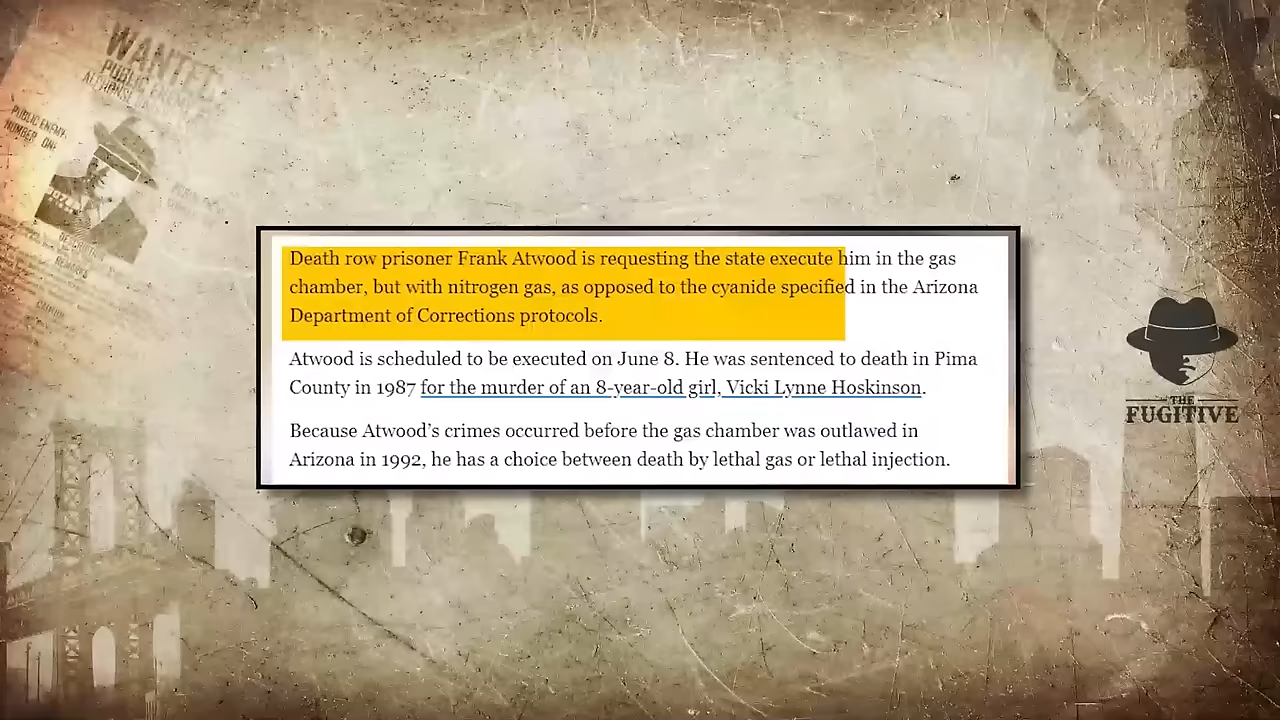 WANTED
PUBLIC ENEMY
PUBLIC ENEMY
NUMBER ONE
Death row prisoner Frank Atwood is requesting the state execute him in the gas
chamber, but with nitrogen gas, as opposed to the cyanide specified in the Arizona
Department of Corrections protocols.
Atwood is scheduled to be executed on June 8. He was sentenced to death in Pima
County in 1987 for the murder of an 8-year-old girl, Vicki Lynne Hoskinson.
Because Atwood’s crimes occurred before the gas chamber was outlawed in
Arizona in 1992, he has a choice between death by lethal gas or lethal injection.
THE
FUGITIVE